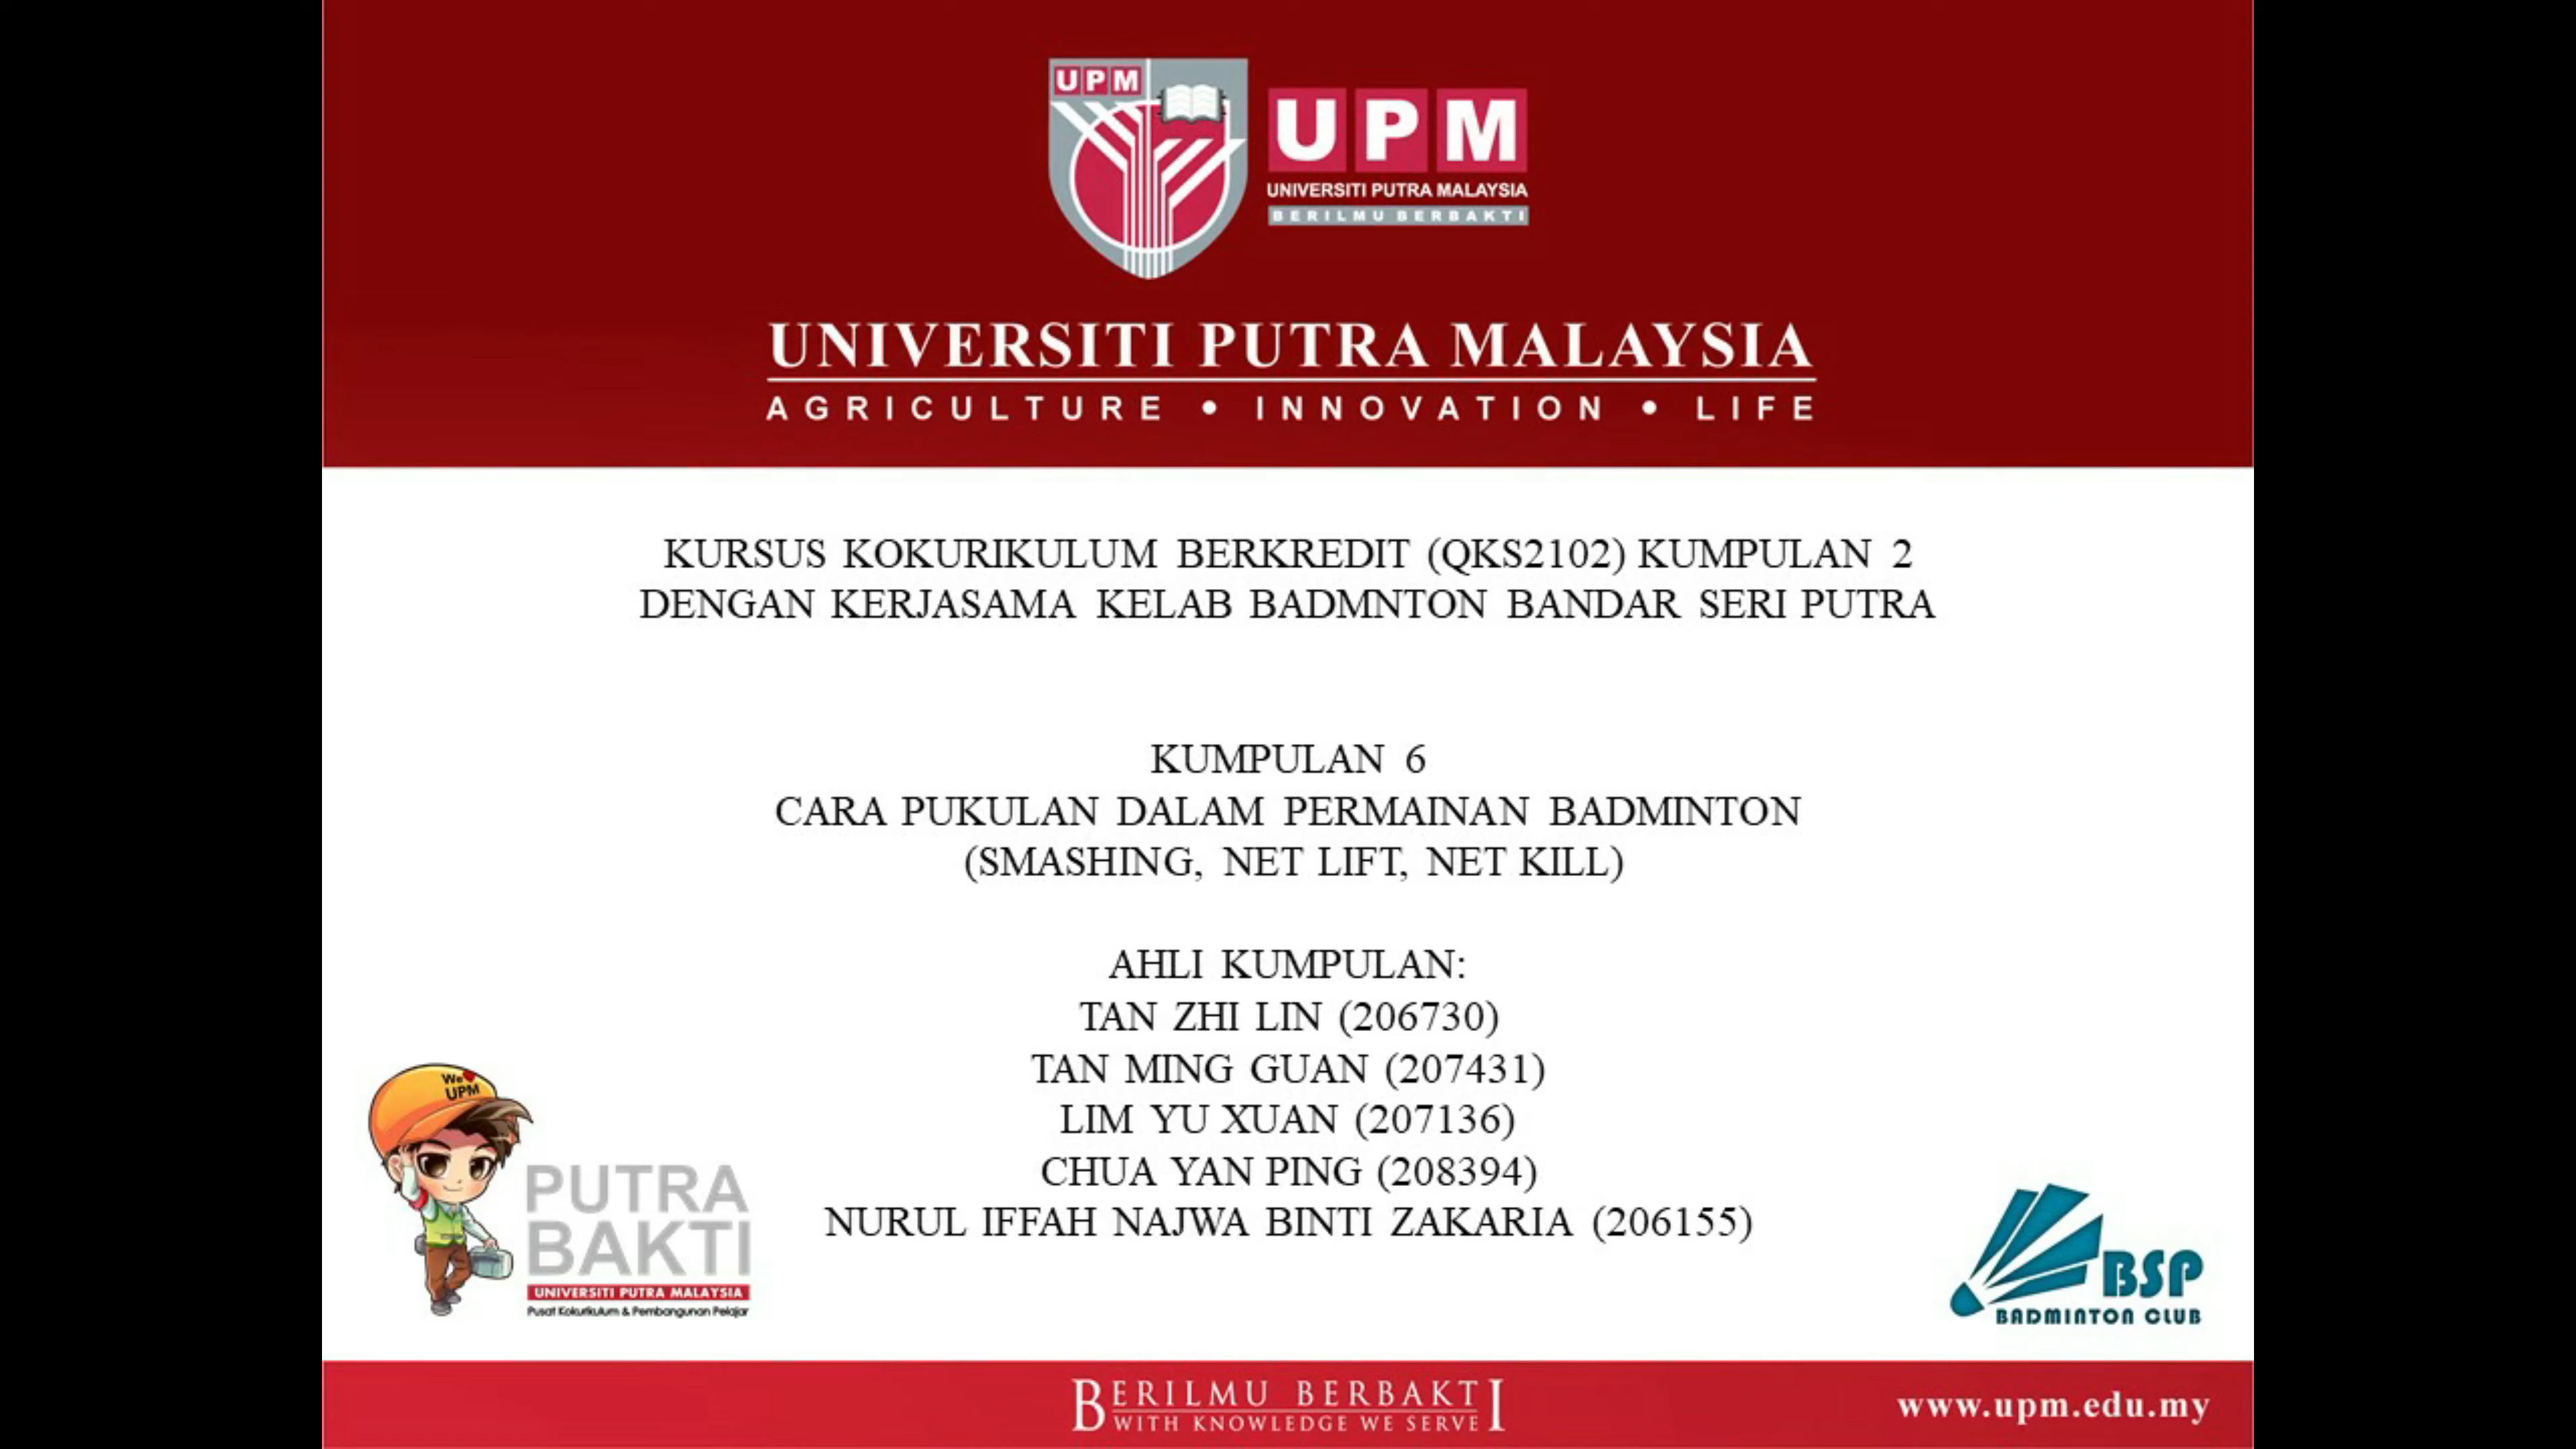 UPM
UPM
UNIVERSITI PUTRA MALAYSIA
BERILMU BERBAKTI
UNIVERSITI PUTRA MALAYSIA
AGRICULTURE • INNOVATION • LIFE
KURSUS KOKURIKULUM BERKREDIT (QKS2102) KUMPULAN 2
DENGAN KERJASAMA KELAB BADMNTON BANDAR SERI PUTRA
KUMPULAN 6
CARA PUKULAN DALAM PERMAINAN BADMINTON
(SMASHING, NET LIFT, NET KILL)
AHLI KUMPULAN:
TAN ZHI LIN (206730)
TAN MING GUAN (207431)
LIM YU XUAN (207136)
CHUA YAN PING (208394)
NURUL IFFAH NAJWA BINTI ZAKARIA (206155)
We
UPM
PUTRA
BAKTI
UNIVERSITI PUTRA MALAYSIA
Pusat Kokurikulum & Pembangunan Pelajar
BSP
BADMINTON CLUB
BERILMU BERBAKTI
WITH KNOWLEDGE WE SERVE
www.upm.edu.my